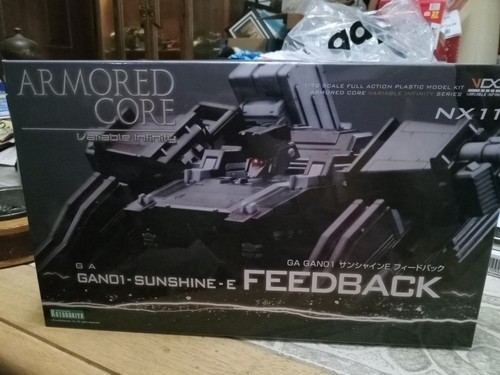 ARMORED
CORE
Variable Infinity
1/72 SCALE FULL ACTION PLASTIC MODEL KIT
ARMORED CORE VARIABLE INFINITY SERIES
NX11
GA
GAN01-SUNSHINE-E FEEDBACK
GA GAN01 サンシャインE フィードバック
KOTOBUKIYA